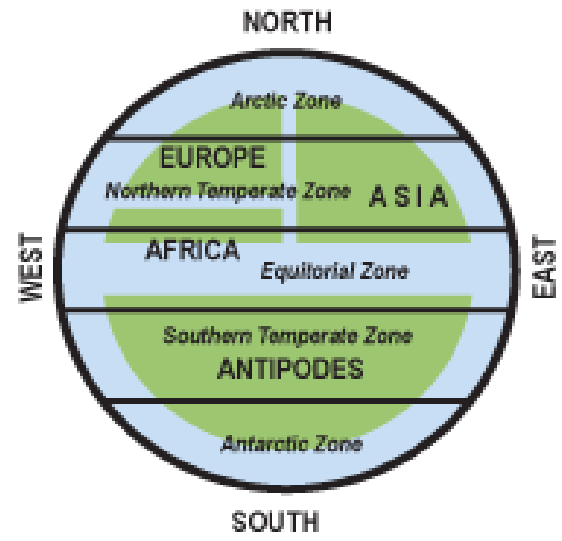 NORTH
Arctic Zone
EUROPE
Northern Temperate Zone
ASIA
WEST
AFRICA
Equitorial Zone
EAST
Southern Temperate Zone
ANTIPODES
Antarctic Zone
SOUTH